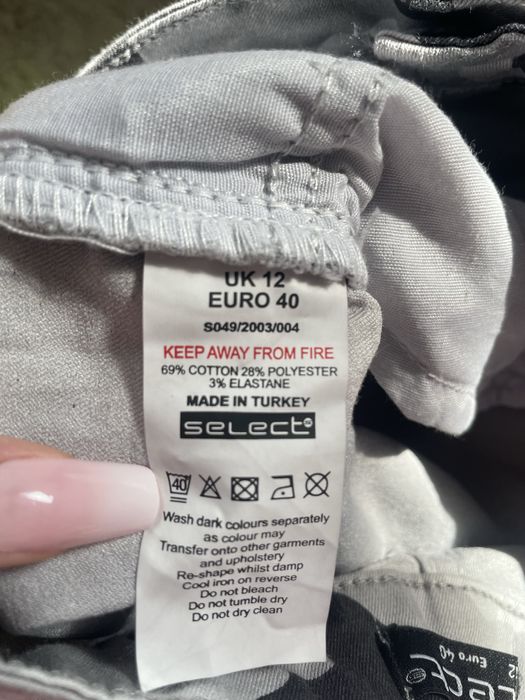 UK 12
EURO 40
S049/2003/004
KEEP AWAY FROM FIRE
69% COTTON 28% POLYESTER
3% ELASTANE
MADE IN TURKEY
SELECT
40
Wash dark colours separately
as colour may
Transfer onto other garments
and upholstery
Re-shape whilst damp
Cool iron on reverse
Do not bleach
Do not tumble dry
Do not dry clean
Euro 40